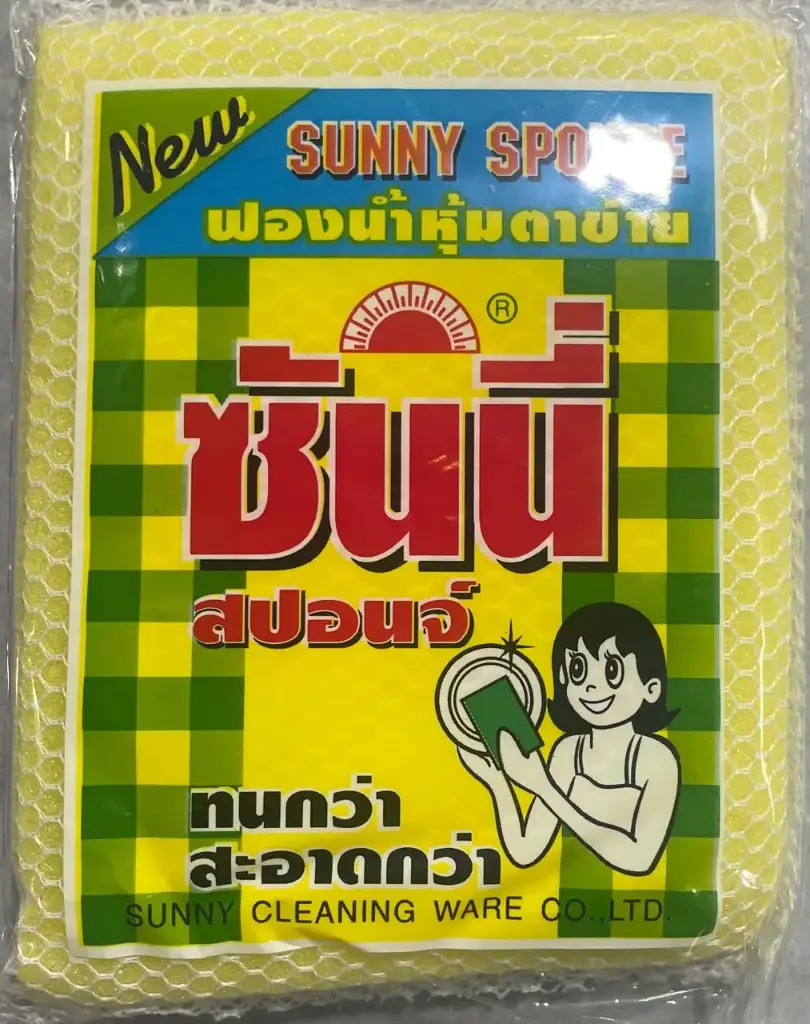 New
SUNNY SPONGE
ฟองน้ำหุ้มตาข่าย
®
ซันนี่
สปอนจ์
ทนกว่า
สะอาดกว่า
SUNNY CLEANING WARE CO.,LTD.